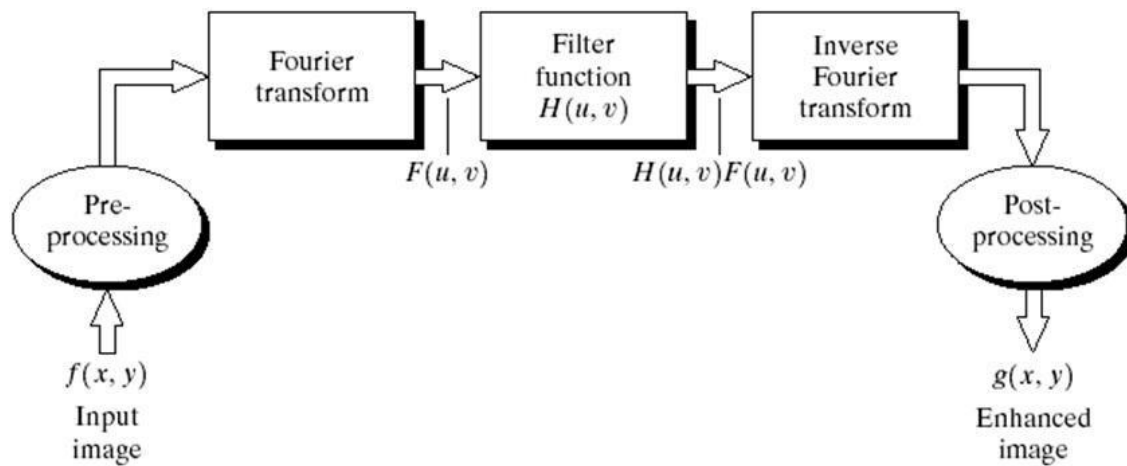 Fourier
transform
Filter
function
H(u, v)
Inverse
Fourier
transform
F(u, v)
H(u, v)F(u, v)
Pre-
processing
Post-
processing
f(x, y)
Input
image
g(x, y)
Enhanced
image